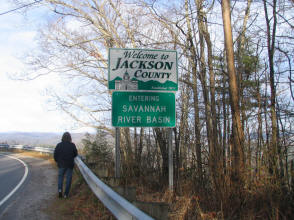 Welcome to
JACKSON
COUNTY
ENTERING
SAVANNAH
RIVER BASIN